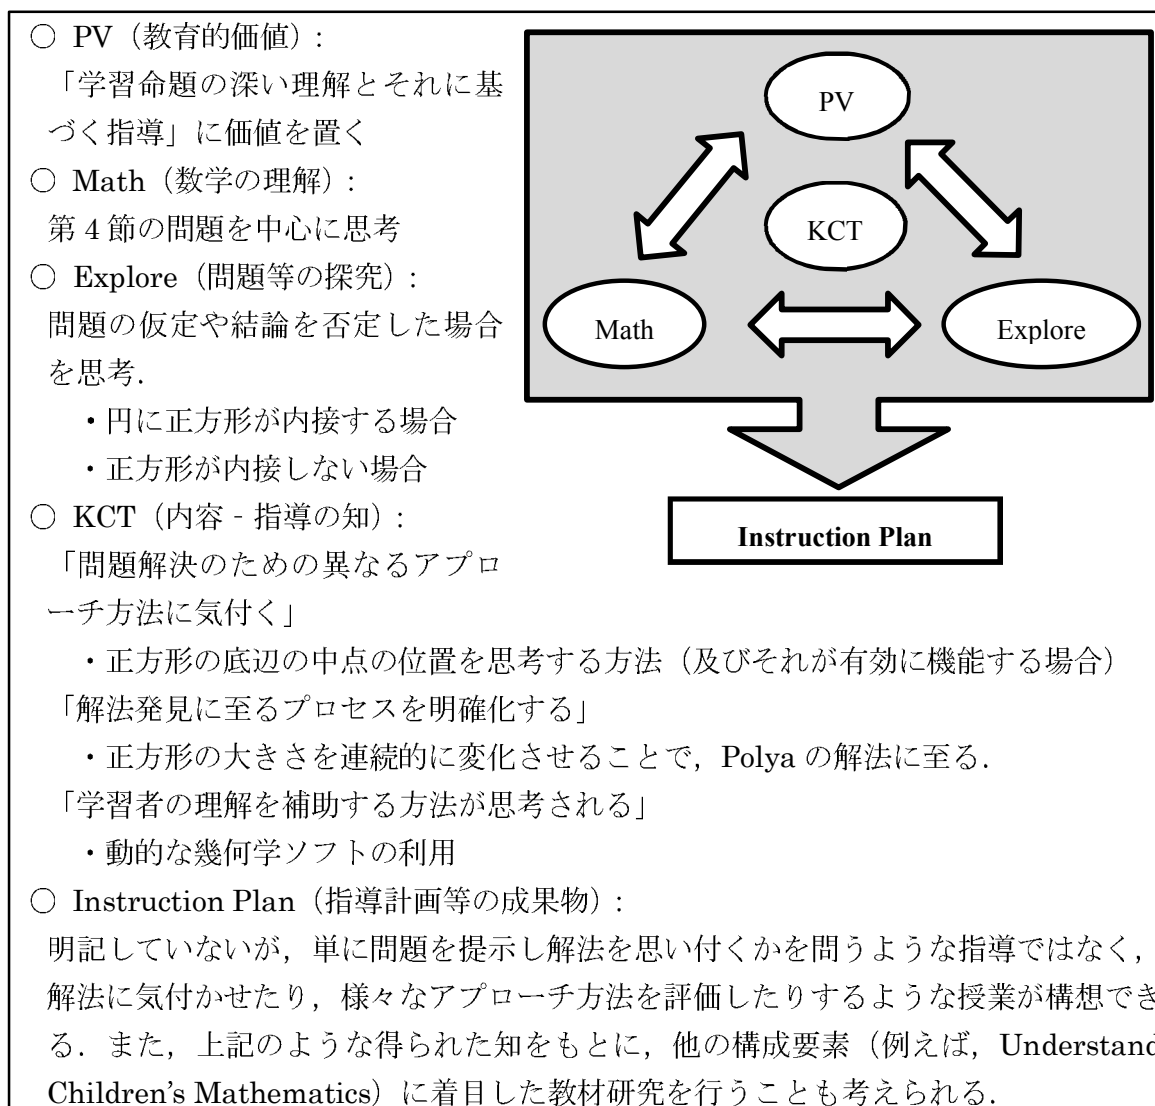 ○ PV（教育的価値）:
「学習命題の深い理解とそれに基
づく指導」に価値を置く
○ Math（数学の理解）:
第 4 節の問題を中心に思考
○ Explore（問題等の探究）:
問題の仮定や結論を否定した場合
を思考．
・円に正方形が内接する場合
・正方形が内接しない場合
○ KCT（内容‐指導の知）:
「問題解決のための異なるアプロ
ーチ方法に気付く」
PV
KCT
Math
Explore
Instruction Plan
・正方形の底辺の中点の位置を思考する方法（及びそれが有効に機能する場合）
「解法発見に至るプロセスを明確化する」
・正方形の大きさを連続的に変化させることで，Polya の解法に至る．
「学習者の理解を補助する方法が思考される」
・動的な幾何学ソフトの利用
○ Instruction Plan（指導計画等の成果物）:
明記していないが，単に問題を提示し解法を思い付くかを問うような指導ではなく，
解法に気付かせたり，様々なアプローチ方法を評価したりするような授業が構想でき
る．また，上記のような得られた知をもとに，他の構成要素（例えば，Understand
Children's Mathematics）に着目した教材研究を行うことも考えられる．